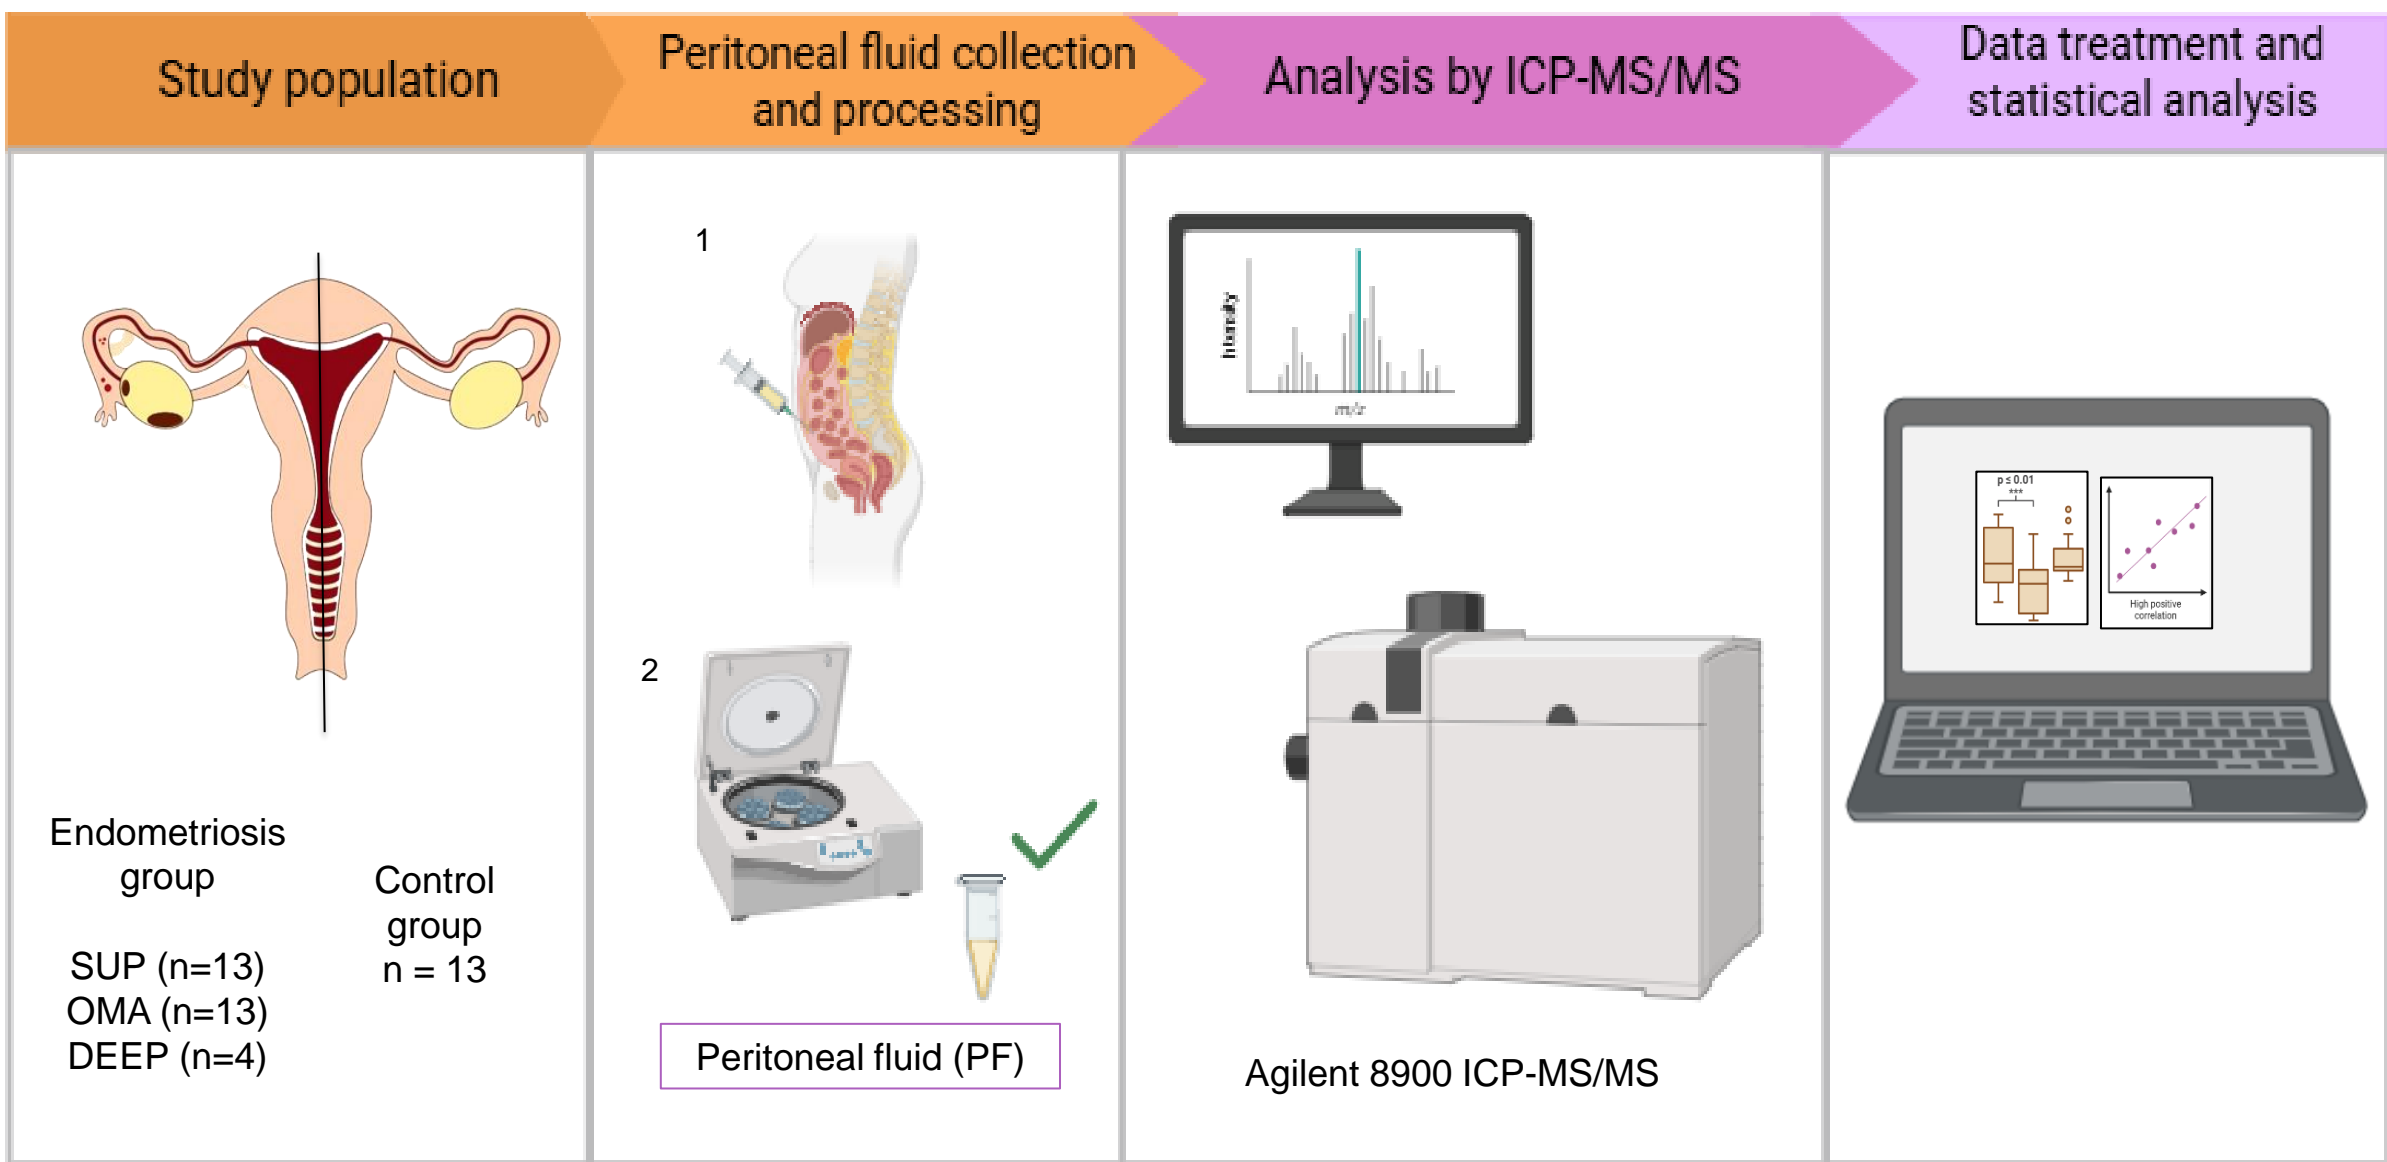 Study population
Peritoneal fluid collection
and processing
Analysis by ICP-MS/MS
Data treatment and
statistical analysis
Endometriosis
group
SUP (n=13)
OMA (n=13)
DEEP (n=4)
Control
group
n = 13
1
2
Peritoneal fluid (PF)
Intensity
m/z
Agilent 8900 ICP-MS/MS
p ≤ 0.01
***
High positive
correlation